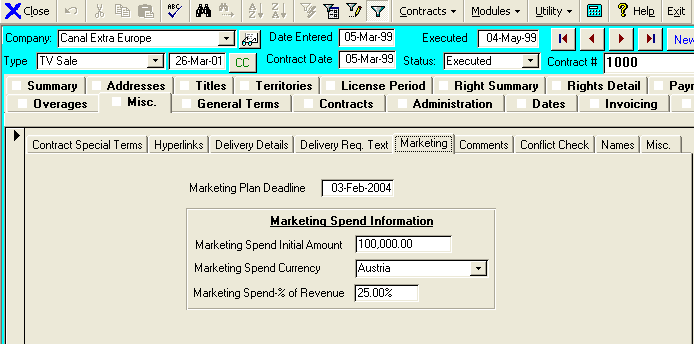 Close ABC Contracts Modules Utility ? Help Exit
Company: Canal Extra Europe Date Entered 05-Mar-99 Executed 04-May-99 New
Type TV Sale 26-Mar-01 CC Contract Date 05-Mar-99 Status: Executed Contract # 1000
Summary Addresses Titles Territories License Period Right Summary Rights Detail Payn
Overages Misc. General Terms Contracts Administration Dates Invoicing
Contract Special Terms Hyperlinks Delivery Details Delivery Req. Text Marketing Comments Conflict Check Names Misc.
Marketing Plan Deadline 03-Feb-2004
Marketing Spend Information
Marketing Spend Initial Amount 100,000.00
Marketing Spend Currency Austria
Marketing Spend-% of Revenue 25.00%